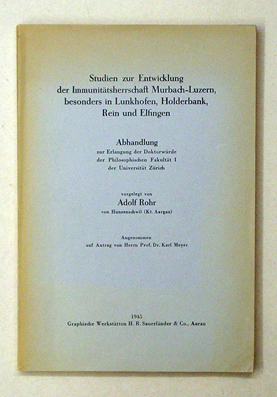 Studien zur Entwicklung
der Immunitätsherrschaft Murbach-Luzern,
besonders in Lunkhofen, Holderbank,
Rein und Elfingen
Abhandlung
zur Erlangung der Doktorwürde
der Philosophischen Fakultät I
der Universität Zürich
vorgelegt von
Adolf Rohr
von Hunzenschwil (Kt. Aargau)
Angenommen
auf Antrag von Herrn Prof. Dr. Karl Meyer
1945
Graphische Werkstätten H. R. Sauerländer & Co., Aarau